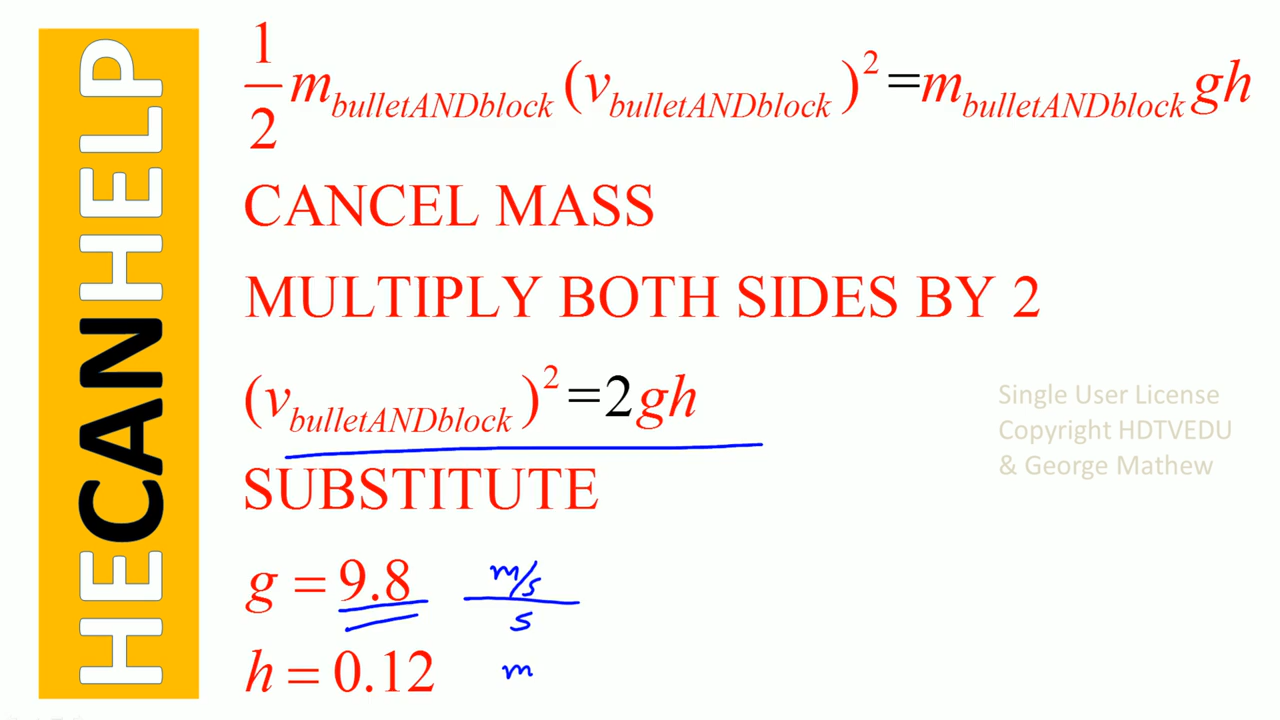 HECANHELP
1/2 m_bulletANDblock (v_bulletANDblock)² = m_bulletANDblock gh
CANCEL MASS
MULTIPLY BOTH SIDES BY 2
(v_bulletANDblock)² = 2gh
SUBSTITUTE
g = 9.8 m/s / s
h = 0.12 m
Single User License
Copyright HDTVEDU
& George Mathew